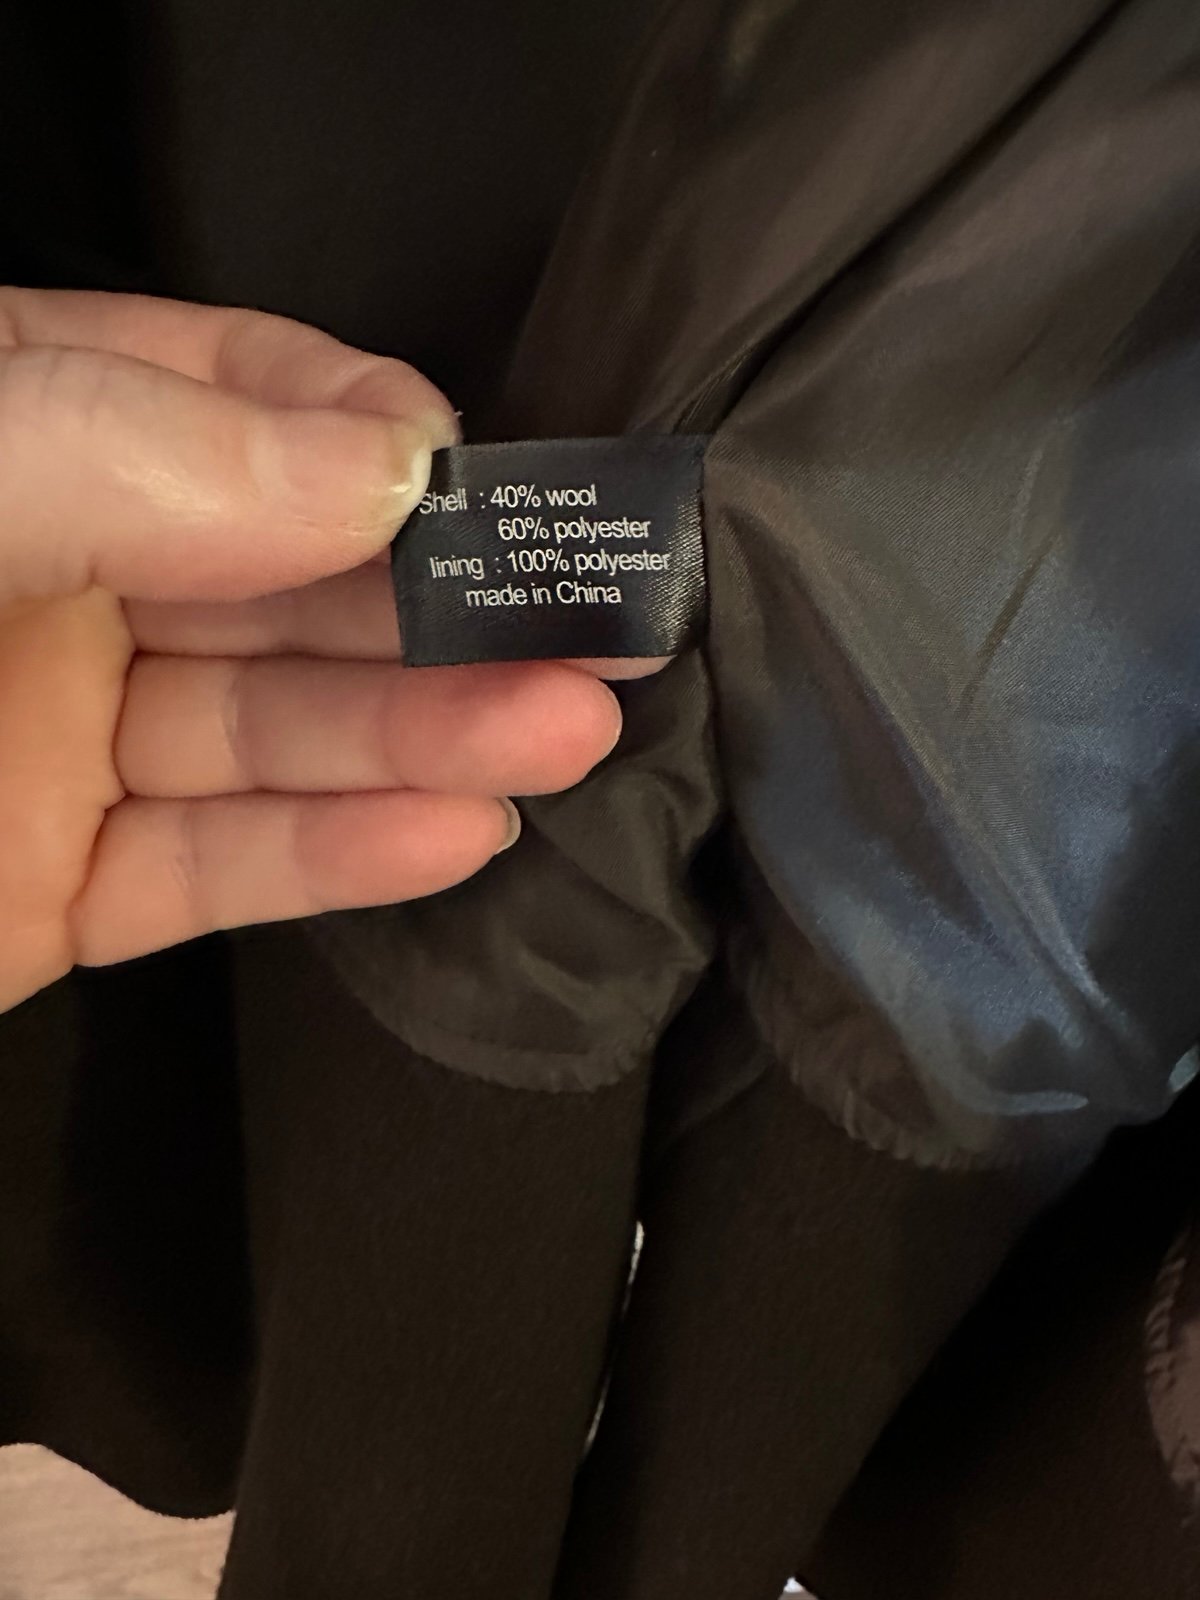 Shell : 40% wool
60% polyester
lining : 100% polyester
made in China